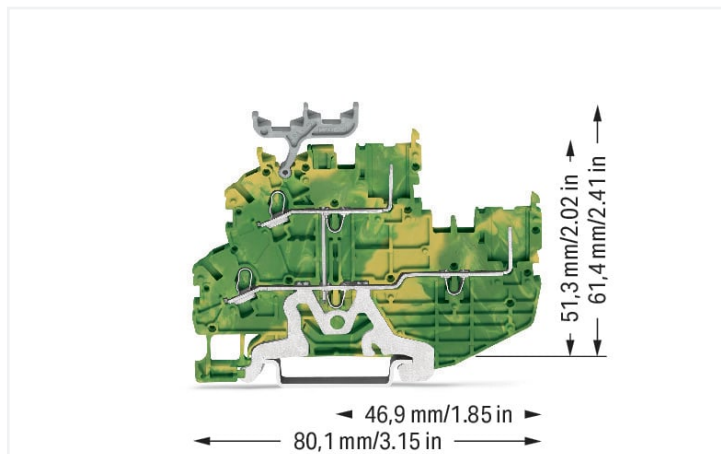 51,3 mm/2.02 in
61,4 mm/2.41 in
46,9 mm/1.85 in
80,1 mm/3.15 in